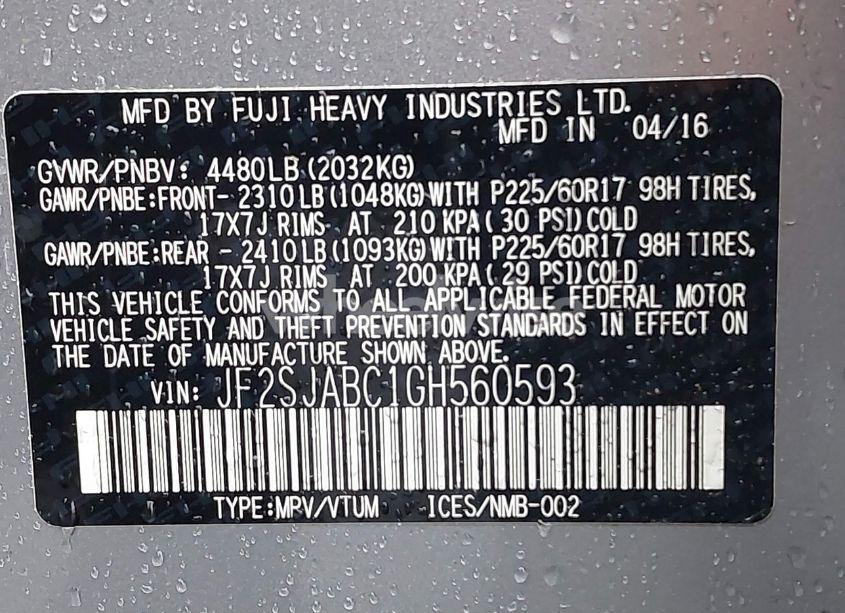 MFD BY FUJI HEAVY INDUSTRIES LTD.
MFD IN 04/16
GVWR/PNBV: 4480LB(2032KG)
GAWR/PNBE:FRONT- 2310LB(1048KG)WITH P225/60R17 98H TIRES,
17X7J RIMS AT 210 KPA(30 PSI)COLD
GAWR/PNBE:REAR - 2410LB(1093KG)WITH P225/60R17 98H TIRES,
17X7J RIMS AT 200 KPA(29 PSI)COLD
THIS VEHICLE CONFORMS TO ALL APPLICABLE FEDERAL MOTOR
VEHICLE SAFETY AND THEFT PREVENTION STANDARDS IN EFFECT ON
THE DATE OF MANUFACTURE SHOWN ABOVE.
VIN: JF2SJABC1GH560593
TYPE:MPV/VTUM ICES/NMB-002